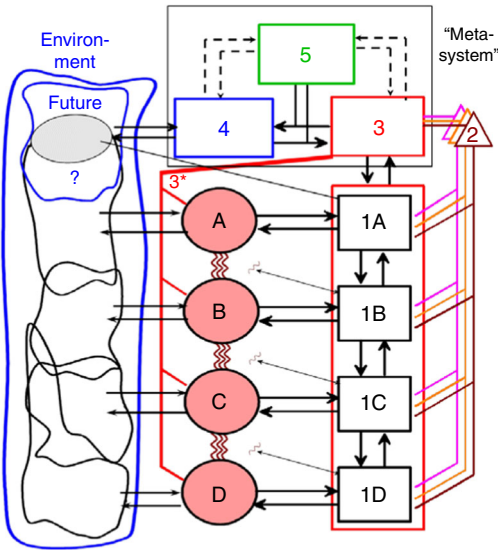 Environ-
ment
"Meta-
system"
5
Future
4
3
2
?
3*
A
1A
B
1B
C
1C
D
1D